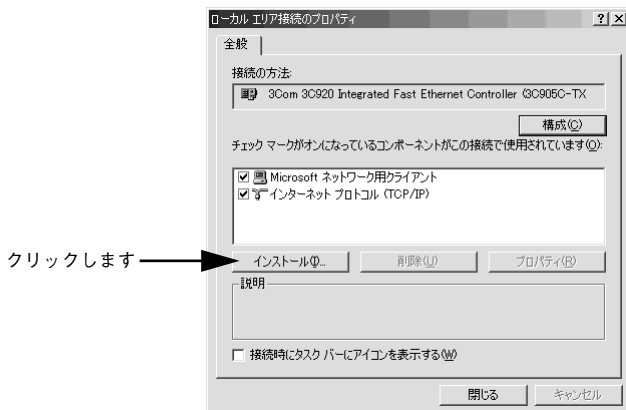 ローカル エリア接続のプロパティ
全般
接続の方法:
3Com 3C920 Integrated Fast Ethernet Controller (3C905C-TX
構成(C)
チェック マークがオンになっているコンポーネントがこの接続で使用されています(O):
Microsoft ネットワーク用クライアント
インターネット プロトコル (TCP/IP)
クリックします
インストール(I)... 削除(U) プロパティ(R)
説明
接続時にタスク バーにアイコンを表示する(W)
閉じる キャンセル